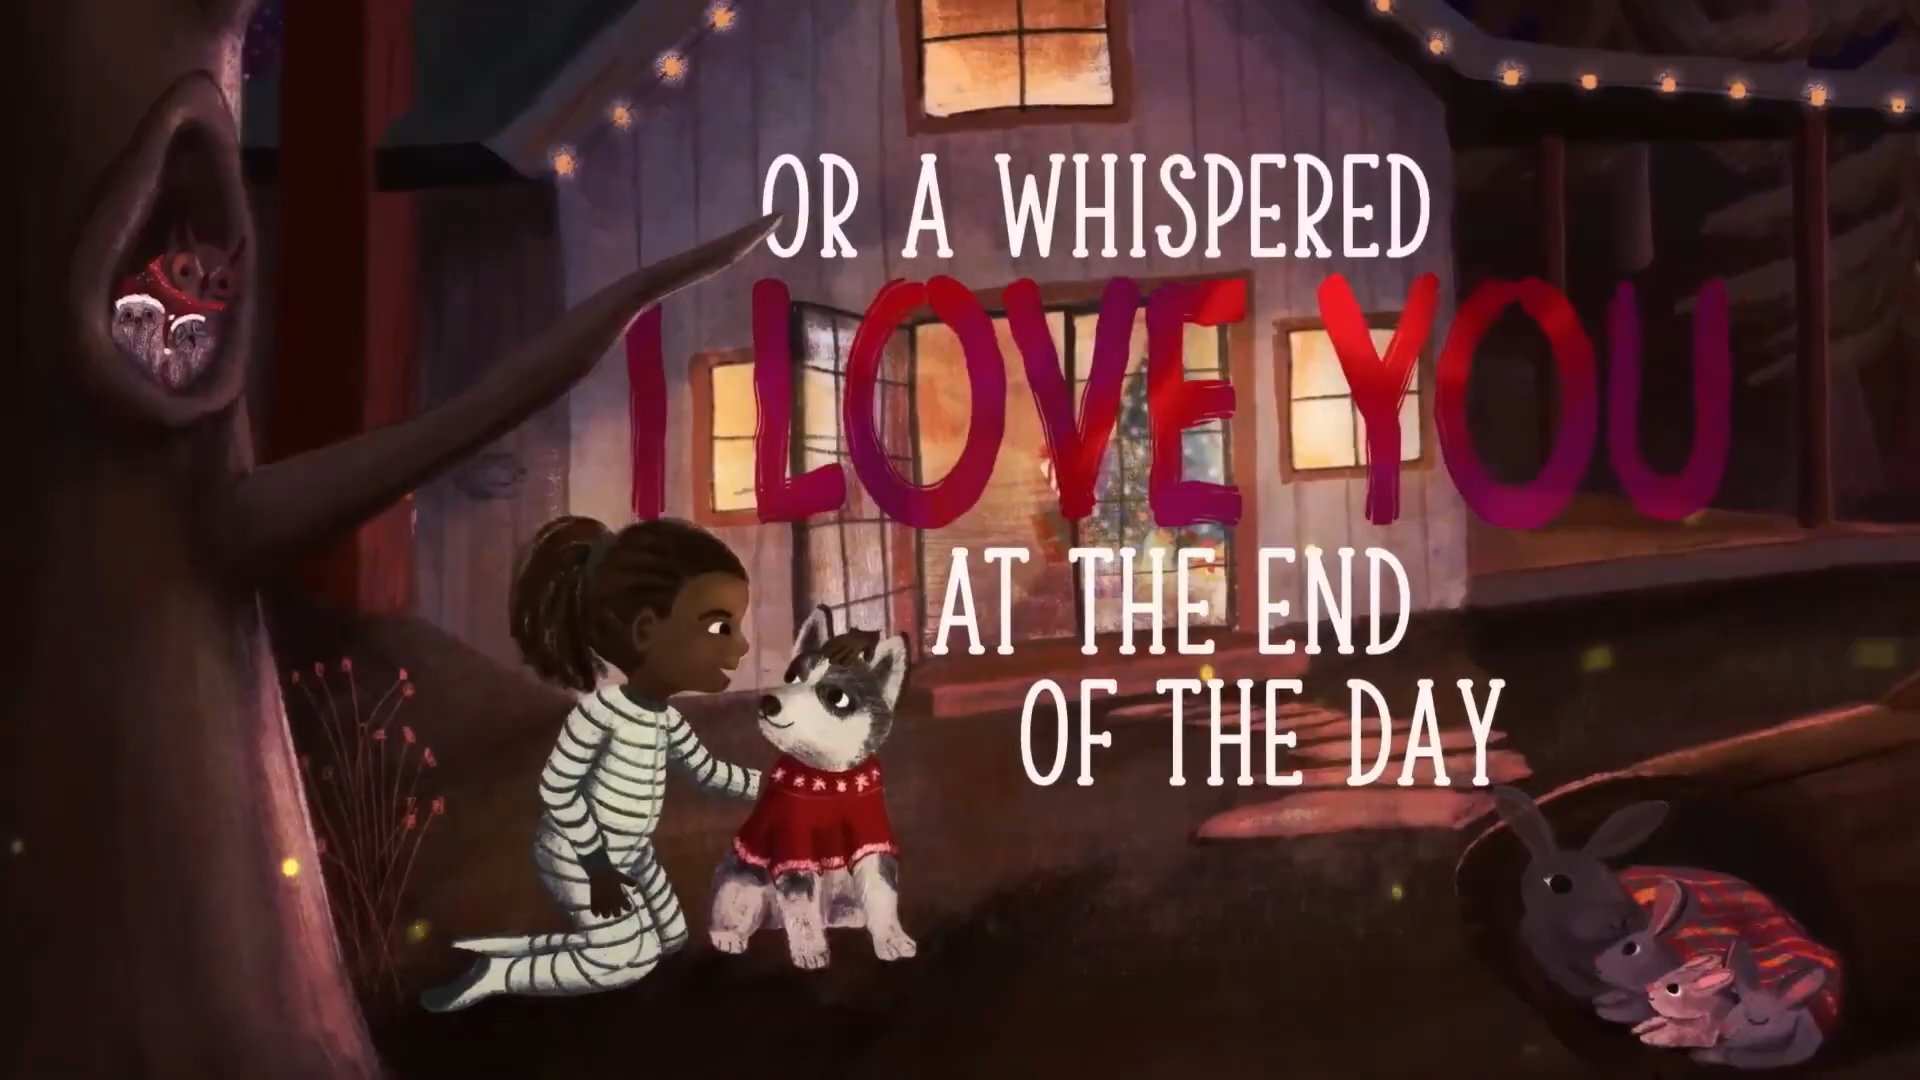 OR A WHISPERED
I LOVE YOU
AT THE END
OF THE DAY